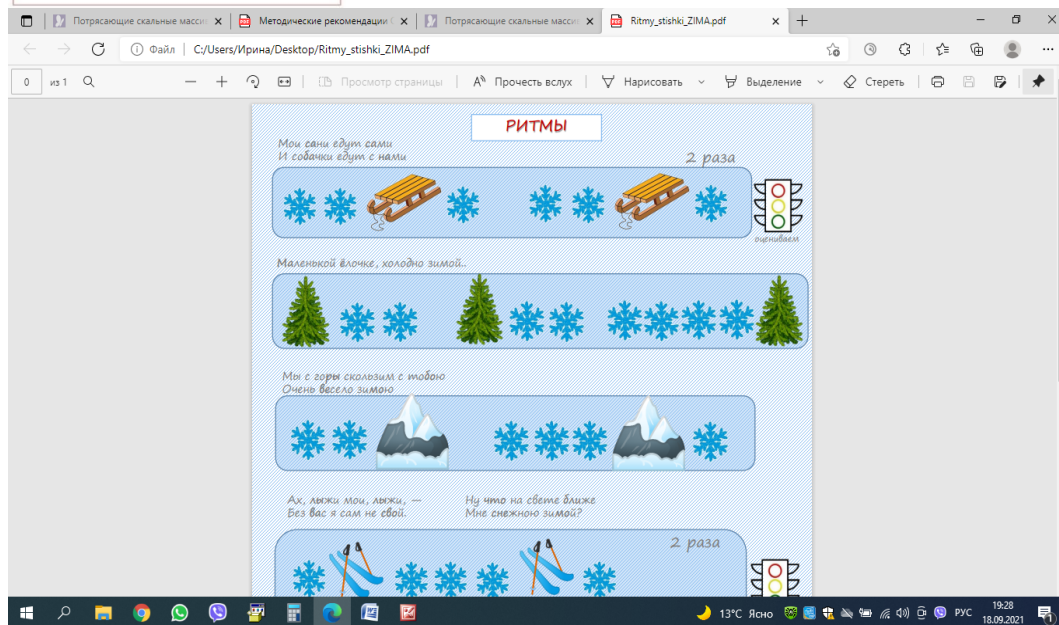 Потрясающие скальные масси
Методические рекомендации (
Потрясающие скальные масси
Ritmy_stishki_ZIMA.pdf
Файл | C:/Users/Ирина/Desktop/Ritmy_stishki_ZIMA.pdf
0 из 1
Просмотр страницы
Прочесть вслух
Нарисовать
Выделение
Стереть
РИТМЫ
Мои сани едут сами
И собачки едут с нами
2 раза
оцениваем
Маленькой ёлочке, холодно зимой..
Мы с горы скользим с тобою
Очень весело зимою
Ах, лыжи мои, лыжи, —
Без вас я сам не свой.
Ну что на свете ближе
Мне снежною зимой?
2 раза
13°C Ясно
РУС
19:28
18.09.2021